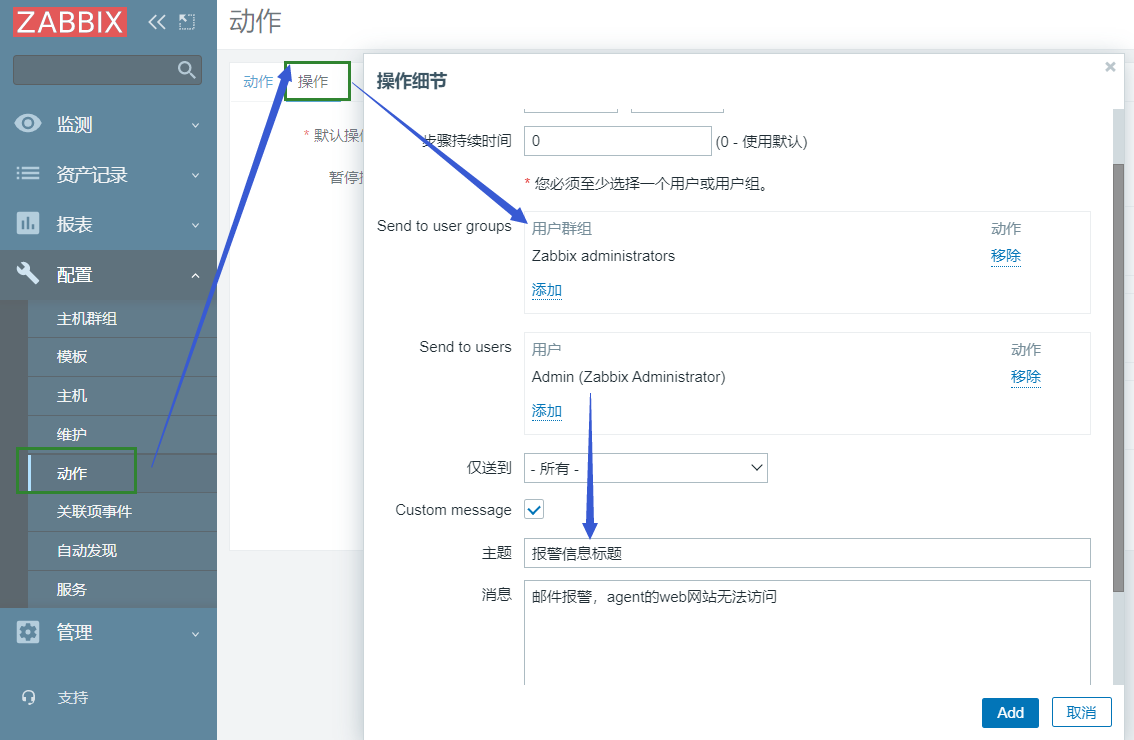 ZABBIX
动作
监测
资产记录
报表
配置
主机群组
模板
主机
维护
动作
关联项事件
自动发现
服务
管理
支持
动作 操作
* 默认操
暂停
操作细节
步骤持续时间 0 (0 - 使用默认)
* 您必须至少选择一个用户或用户组。
Send to user groups 用户群组 动作
Zabbix administrators 移除
添加
Send to users 用户 动作
Admin (Zabbix Administrator) 移除
添加
仅送到 - 所有 -
Custom message
主题 报警信息标题
消息 邮件报警，agent的web网站无法访问
Add 取消